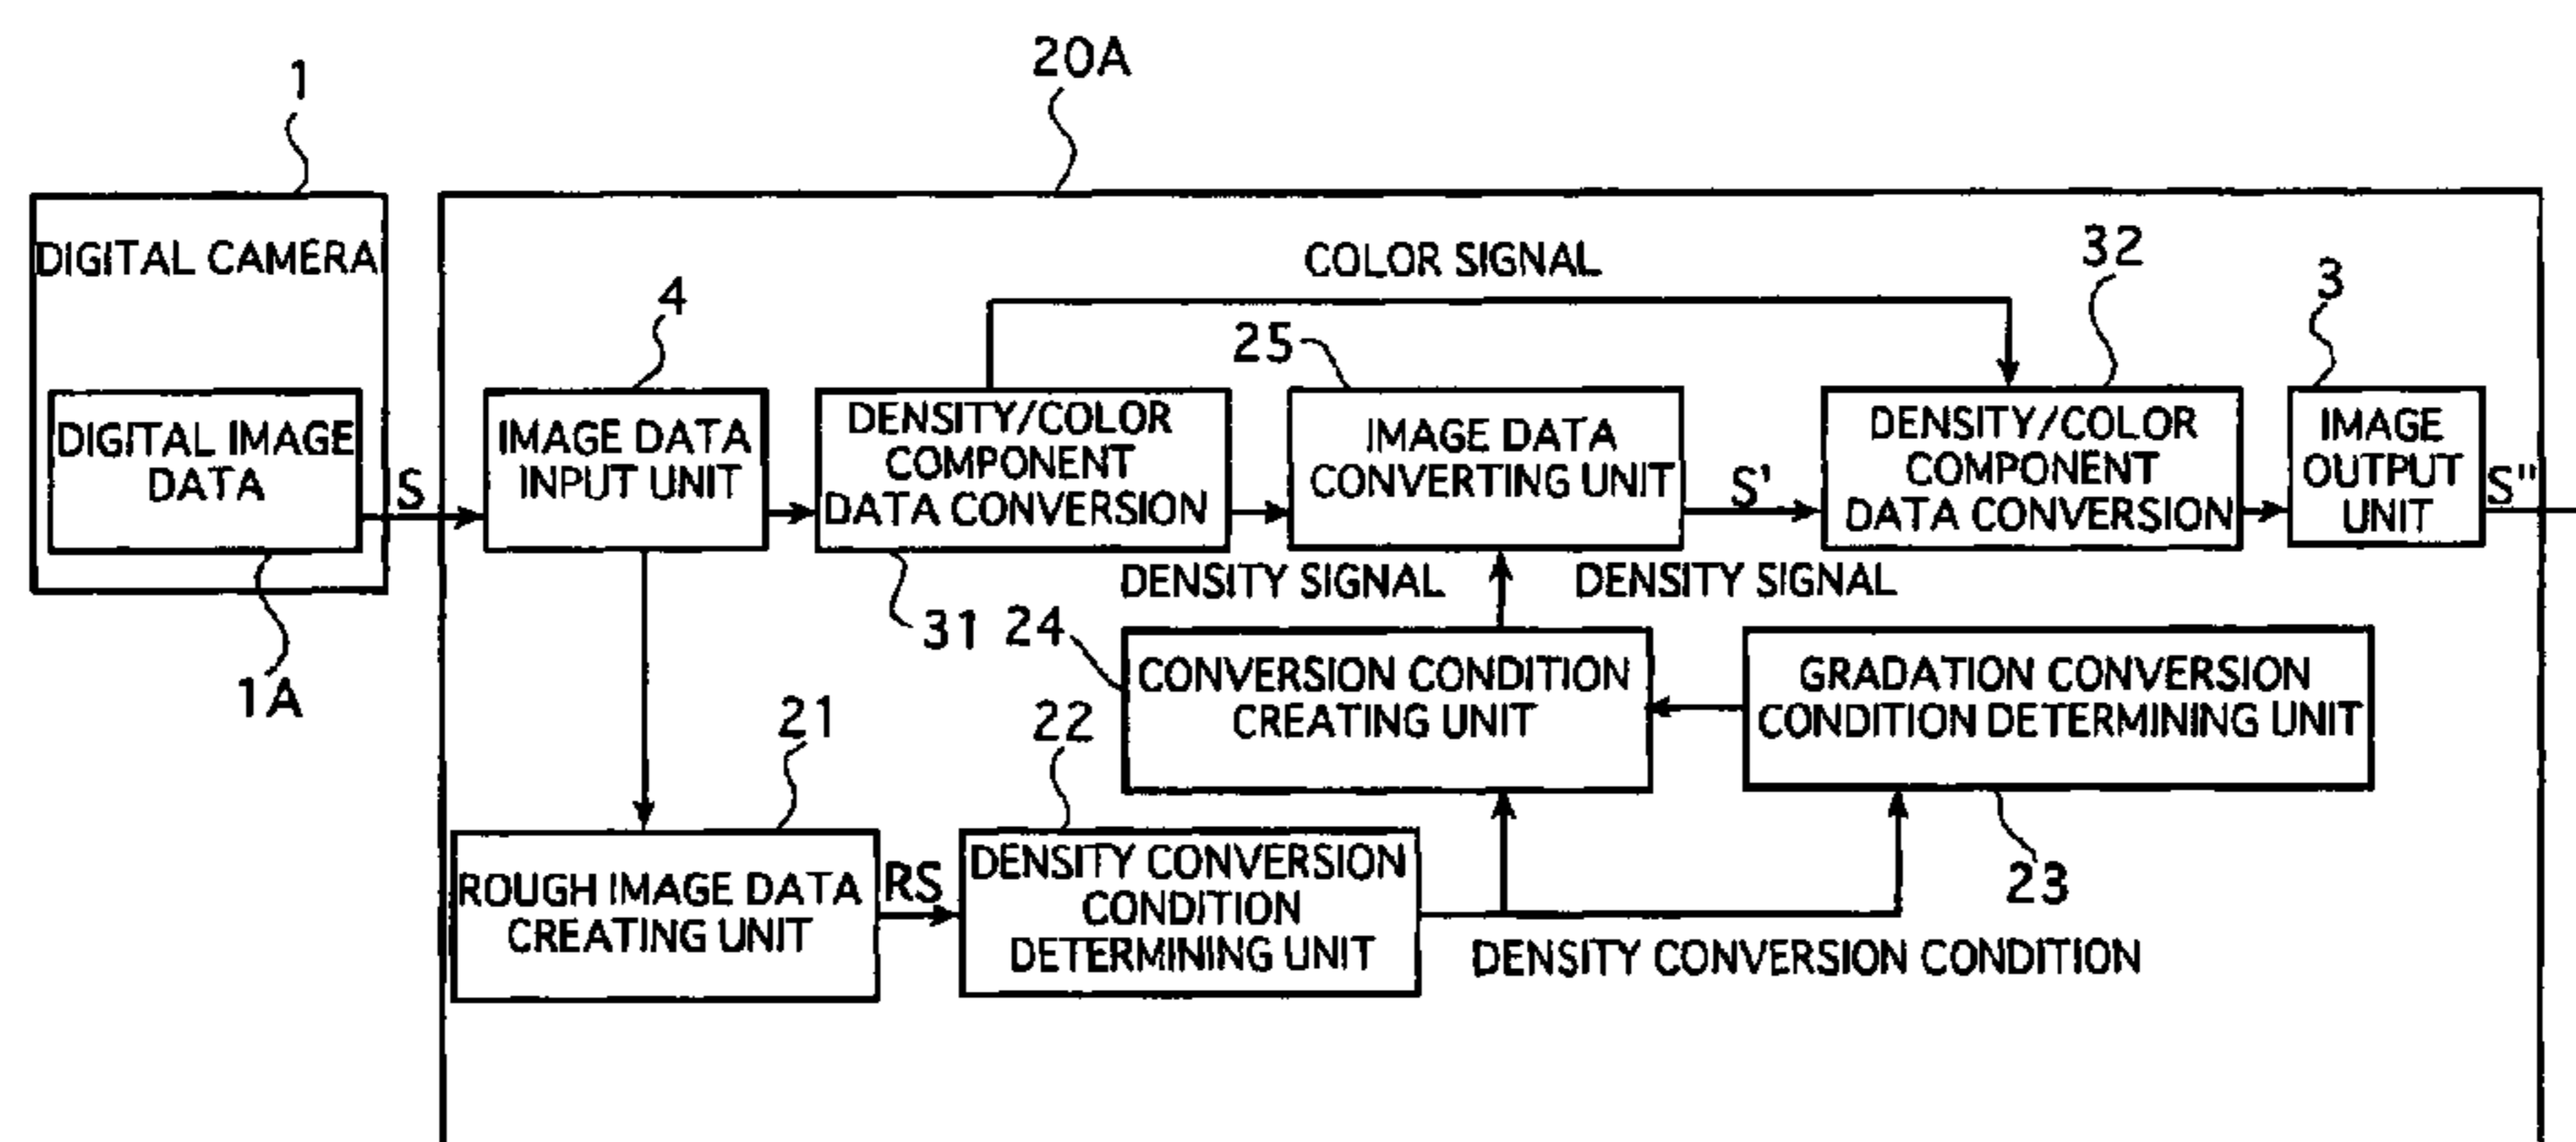 20A
1
DIGITAL CAMERA
COLOR SIGNAL
32
3
4
25
DIGITAL IMAGE
DATA
S
IMAGE DATA
INPUT UNIT
DENSITY/COLOR
COMPONENT
DATA CONVERSION
IMAGE DATA
CONVERTING UNIT
S'
DENSITY/COLOR
COMPONENT
DATA CONVERSION
IMAGE
OUTPUT
UNIT
S"
DENSITY SIGNAL
DENSITY SIGNAL
1A
31
24
CONVERSION CONDITION
CREATING UNIT
GRADATION CONVERSION
CONDITION DETERMINING UNIT
21
22
23
ROUGH IMAGE DATA
CREATING UNIT
RS
DENSITY CONVERSION
CONDITION
DETERMINING UNIT
DENSITY CONVERSION CONDITION